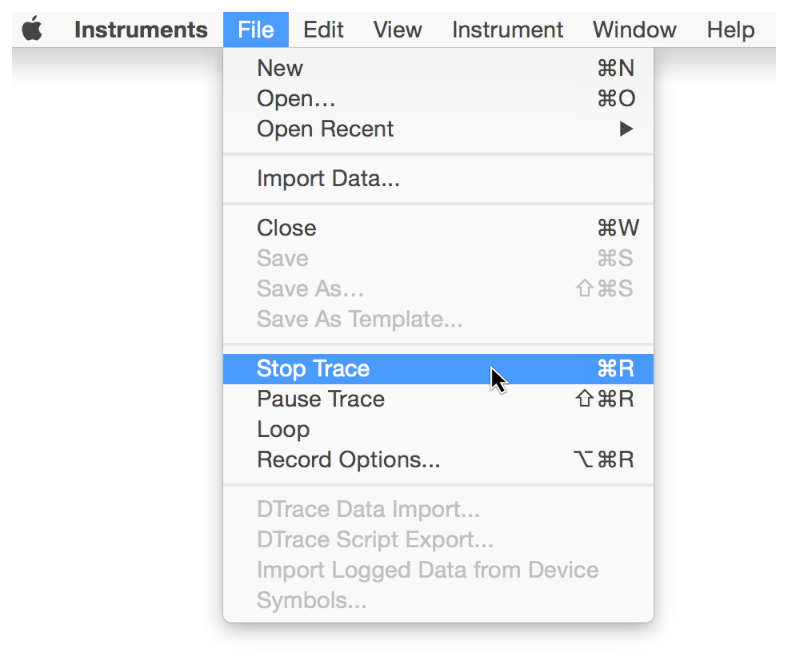 Instruments File Edit View Instrument Window Help
New ⌘N
Open... ⌘O
Open Recent ▶
Import Data...
Close ⌘W
Save ⌘S
Save As... ⇧⌘S
Save As Template...
Stop Trace ⌘R
Pause Trace ⇧⌘R
Loop
Record Options... ⌥⌘R
DTrace Data Import...
DTrace Script Export...
Import Logged Data from Device
Symbols...